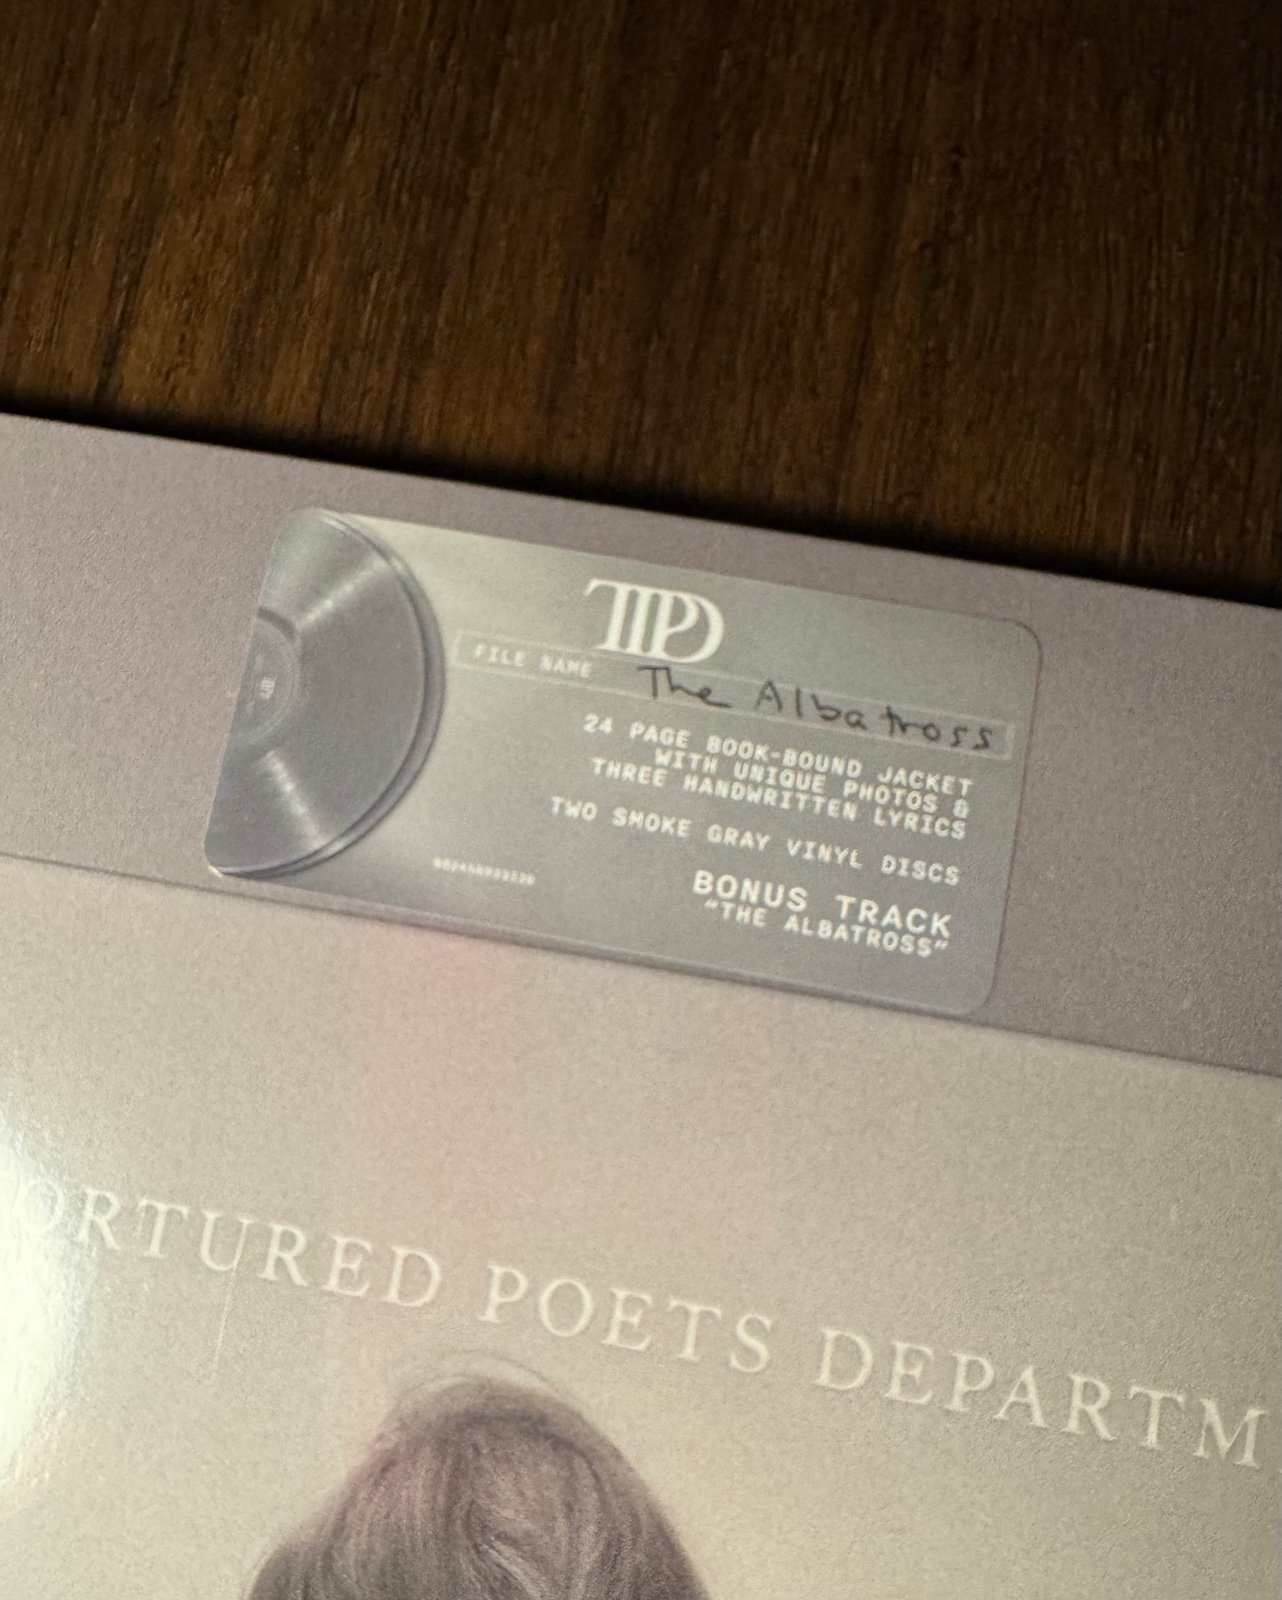 TTPD
FILE NAME The Albatross
24 PAGE BOOK-BOUND JACKET
WITH UNIQUE PHOTOS &
THREE HANDWRITTEN LYRICS
TWO SMOKE GRAY VINYL DISCS
BONUS TRACK
"THE ALBATROSS"
ORTURED POETS DEPARTM